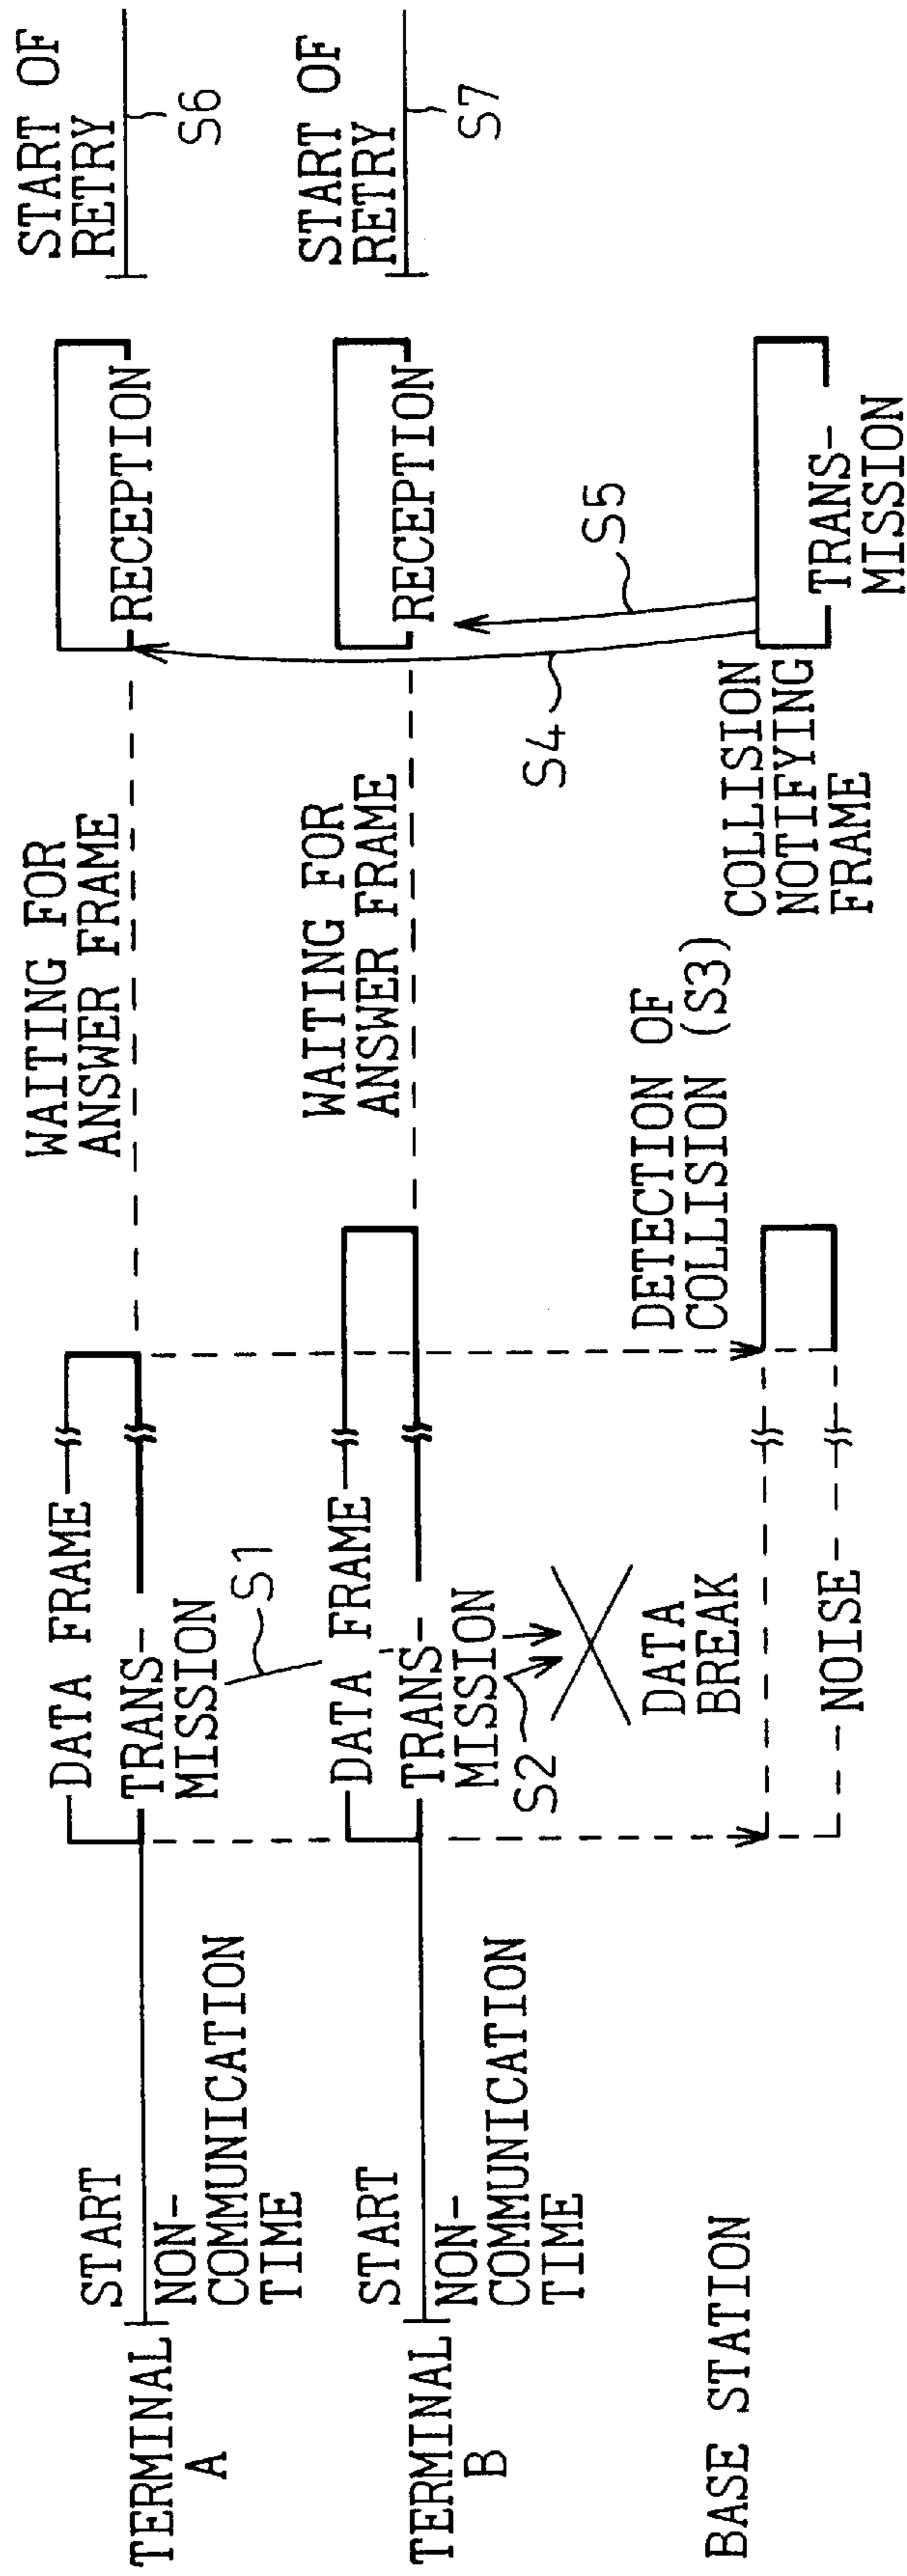 TERMINAL
A
START
NON-
COMMUNICATION
TIME
DATA FRAME
TRANS-
MISSION
S1
WAITING FOR
ANSWER FRAME
RECEPTION
START OF
RETRY
S6
TERMINAL
B
START
NON-
COMMUNICATION
TIME
DATA FRAME
TRANS-
MISSION
S2
WAITING FOR
ANSWER FRAME
RECEPTION
START OF
RETRY
S7
DATA
BREAK
S4
S5
BASE STATION
NOISE
DETECTION OF
COLLISION (S3)
COLLISION
NOTIFYING
FRAME
TRANS-
MISSION